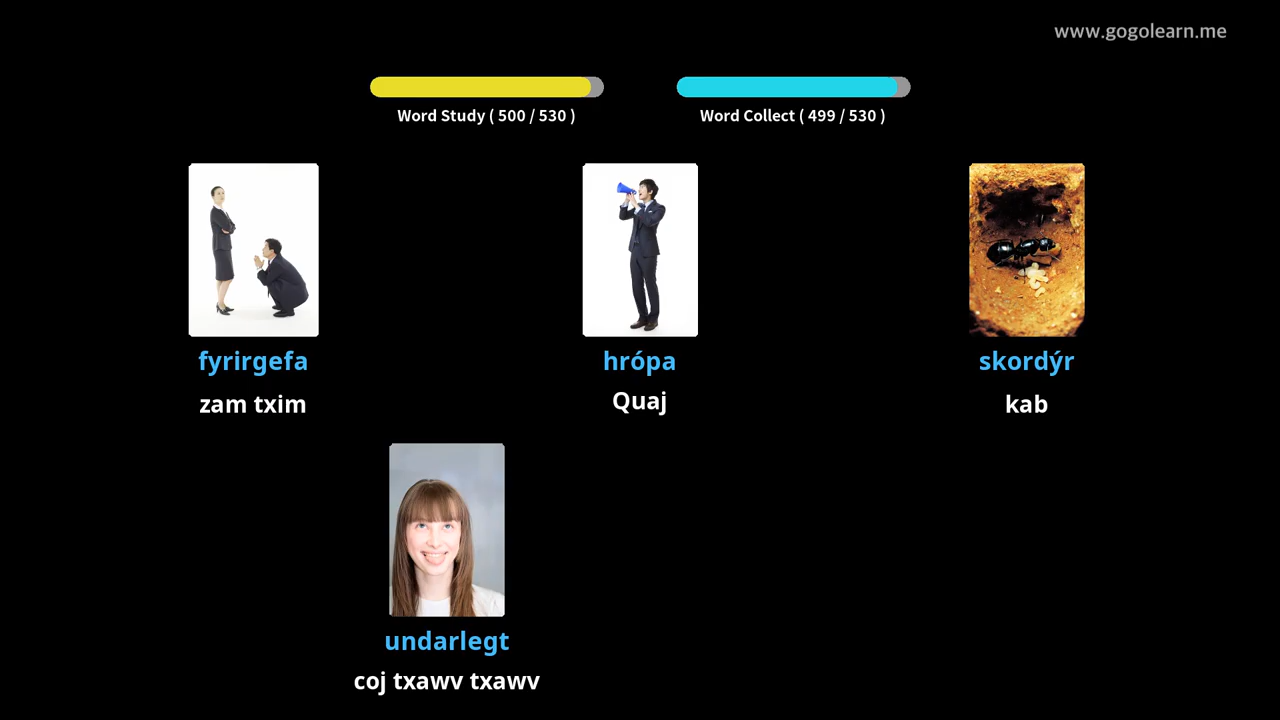 www.gogolearn.me
Word Study ( 500 / 530 )
Word Collect ( 499 / 530 )
fyrirgefa
zam txim
hrópa
Quaj
skordýr
kab
undarlegt
coj txawv txawv